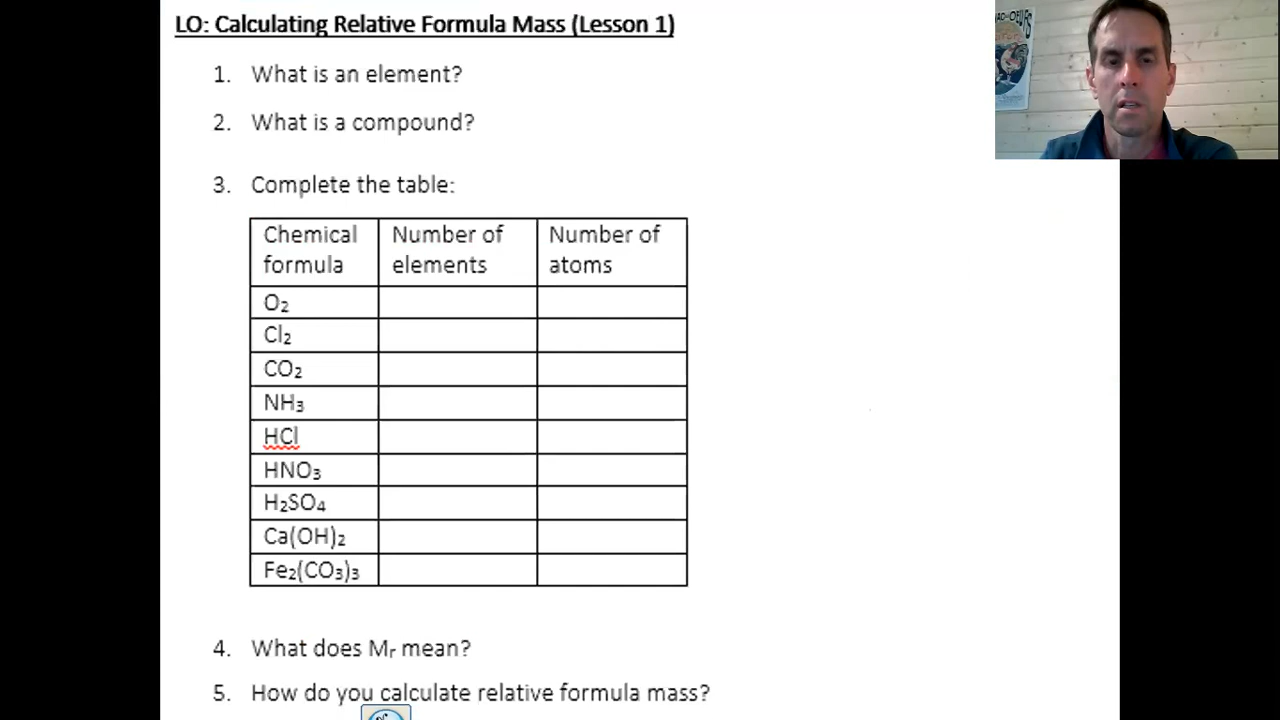 LO: Calculating Relative Formula Mass (Lesson 1)
1. What is an element?
2. What is a compound?
3. Complete the table:
Chemical formula Number of elements Number of atoms
O₂
Cl₂
CO₂
NH₃
HCl
HNO₃
H₂SO₄
Ca(OH)₂
Fe₂(CO₃)₃
4. What does Mᵣ mean?
5. How do you calculate relative formula mass?